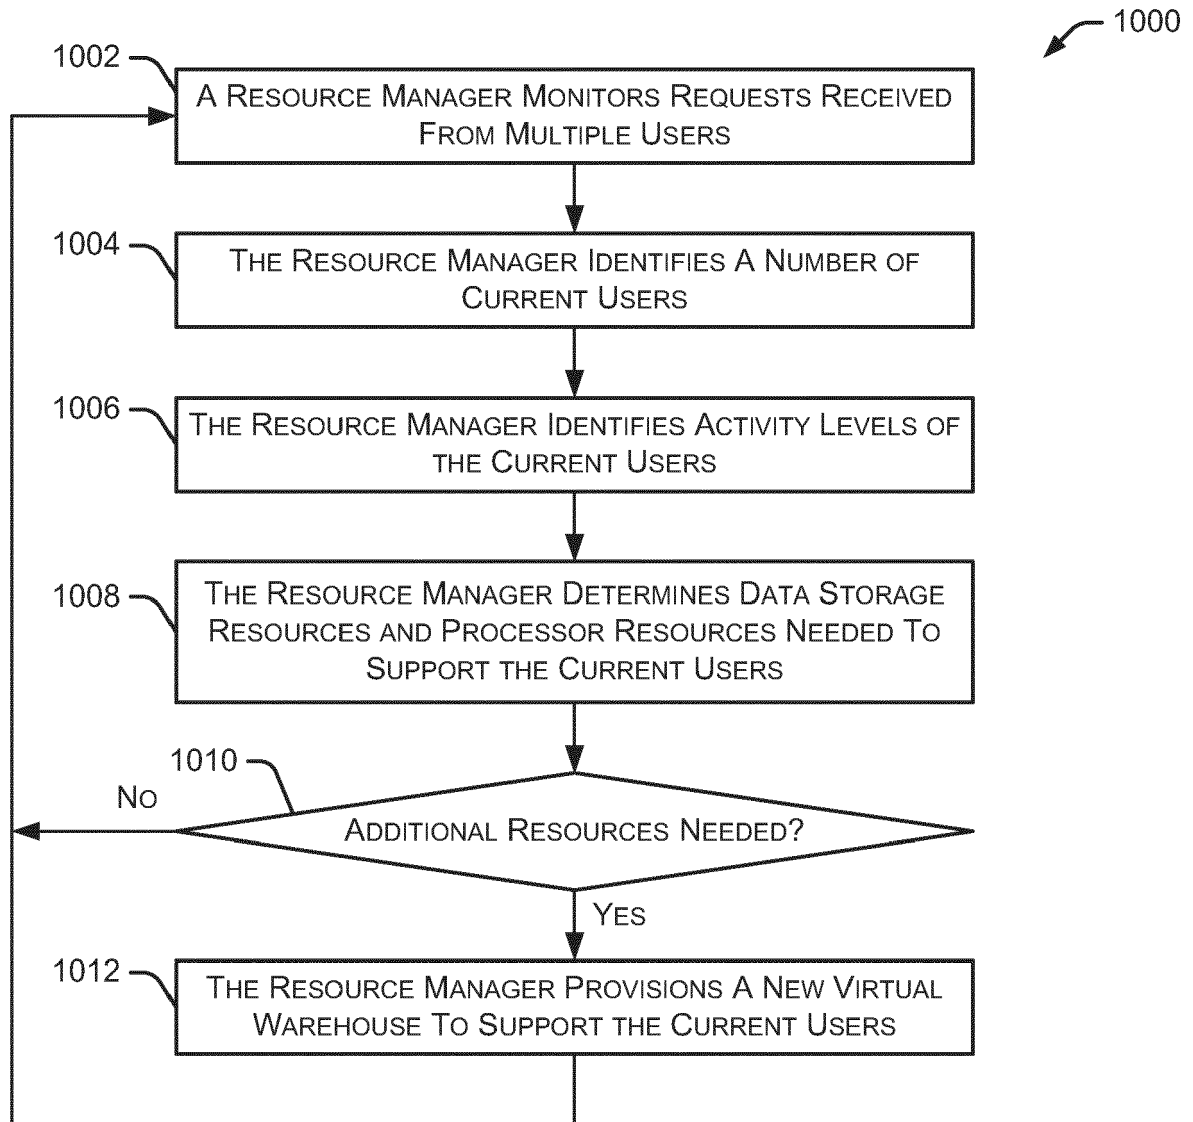 1000
1002
A RESOURCE MANAGER MONITORS REQUESTS RECEIVED
FROM MULTIPLE USERS
1004
THE RESOURCE MANAGER IDENTIFIES A NUMBER OF
CURRENT USERS
1006
THE RESOURCE MANAGER IDENTIFIES ACTIVITY LEVELS OF
THE CURRENT USERS
1008
THE RESOURCE MANAGER DETERMINES DATA STORAGE
RESOURCES AND PROCESSOR RESOURCES NEEDED TO
SUPPORT THE CURRENT USERS
1010
NO
ADDITIONAL RESOURCES NEEDED?
YES
1012
THE RESOURCE MANAGER PROVISIONS A NEW VIRTUAL
WAREHOUSE TO SUPPORT THE CURRENT USERS